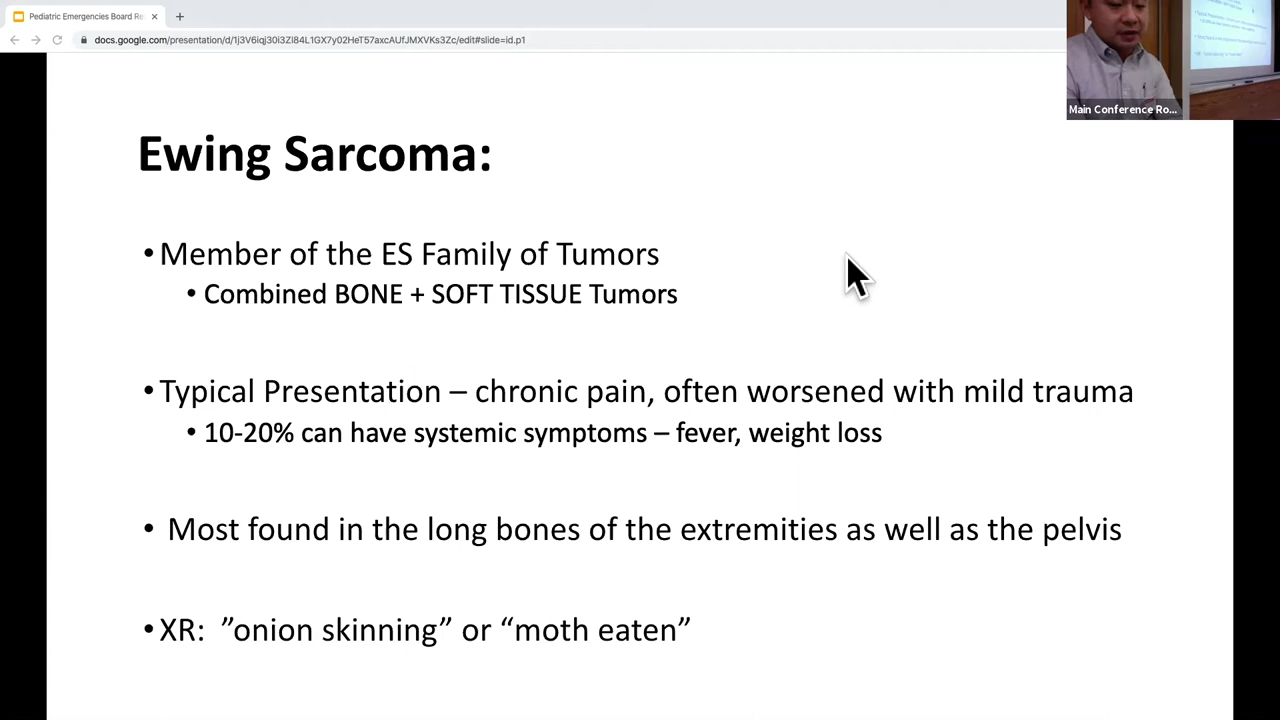 Pediatric Emergencies Board Re
docs.google.com/presentation/d/1j3V6iqj30i3ZI84L1GX7y02HeT57axcAUfJMXVKs3Zc/edit#slide=id.p1
Main Conference Ro...
Ewing Sarcoma:
• Member of the ES Family of Tumors
• Combined BONE + SOFT TISSUE Tumors
• Typical Presentation – chronic pain, often worsened with mild trauma
• 10-20% can have systemic symptoms – fever, weight loss
• Most found in the long bones of the extremities as well as the pelvis
• XR: ”onion skinning” or “moth eaten”